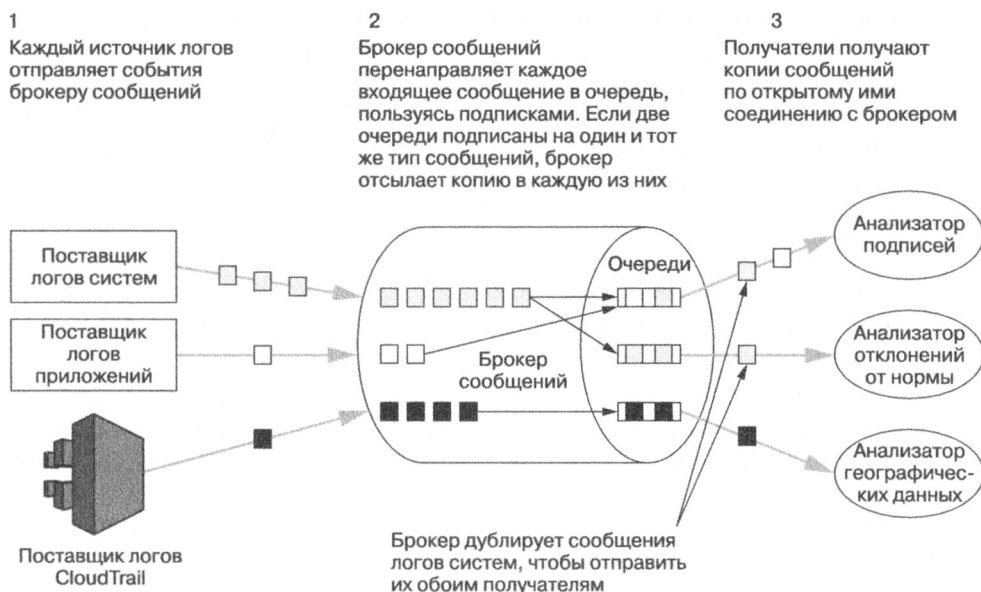 1
Каждый источник логов
отправляет события
брокеру сообщений
2
Брокер сообщений
перенаправляет каждое
входящее сообщение в очередь,
пользуясь подписками. Если две
очереди подписаны на один и тот
же тип сообщений, брокер
отсылает копию в каждую из них
3
Получатели получают
копии сообщений
по открытому ими
соединению с брокером
Поставщик
логов систем
Поставщик
логов
приложений
Поставщик логов
CloudTrail
Очереди
Брокер
сообщений
Анализатор
подписей
Анализатор
отклонений
от нормы
Анализатор
географичес-
ких данных
Брокер дублирует сообщения
логов систем, чтобы отправить
их обоим получателям